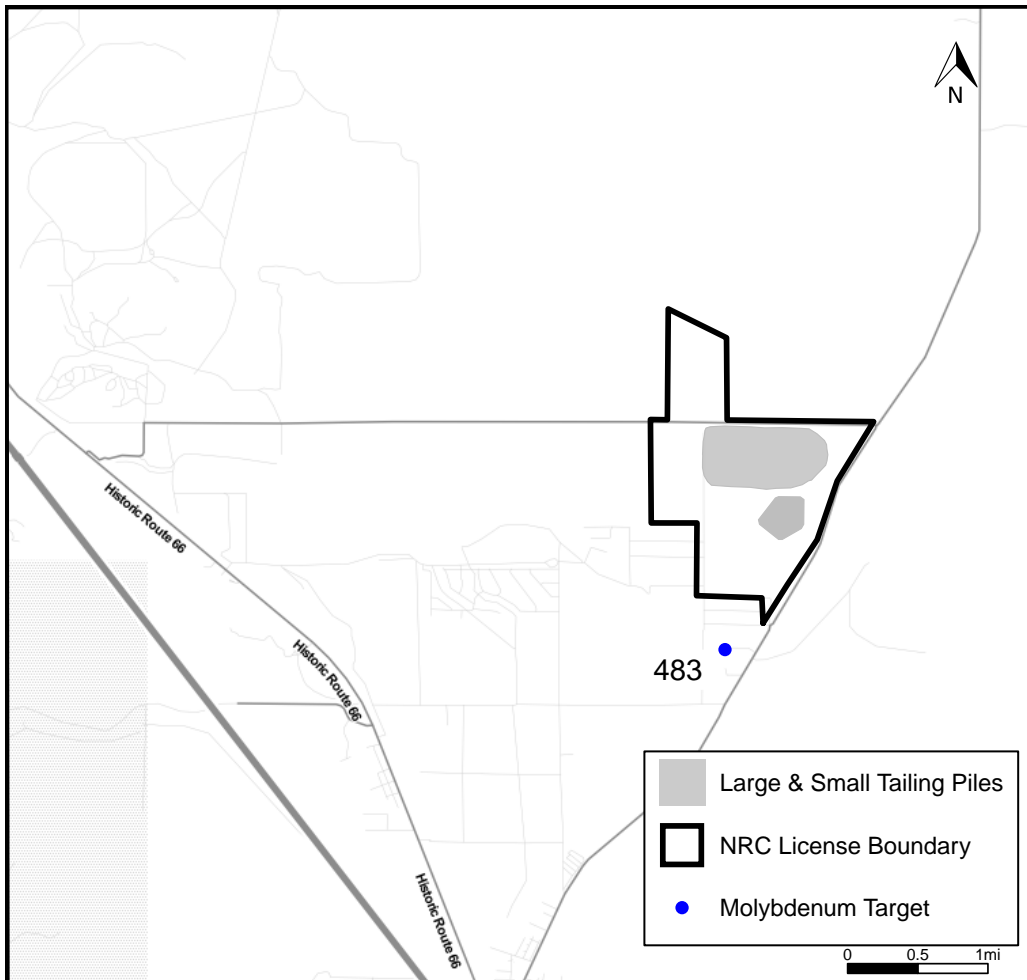 N
Historic Route 66
Historic Route 66
483
Historic Route 66
Large & Small Tailing Piles
NRC License Boundary
Molybdenum Target
0 0.5 1mi